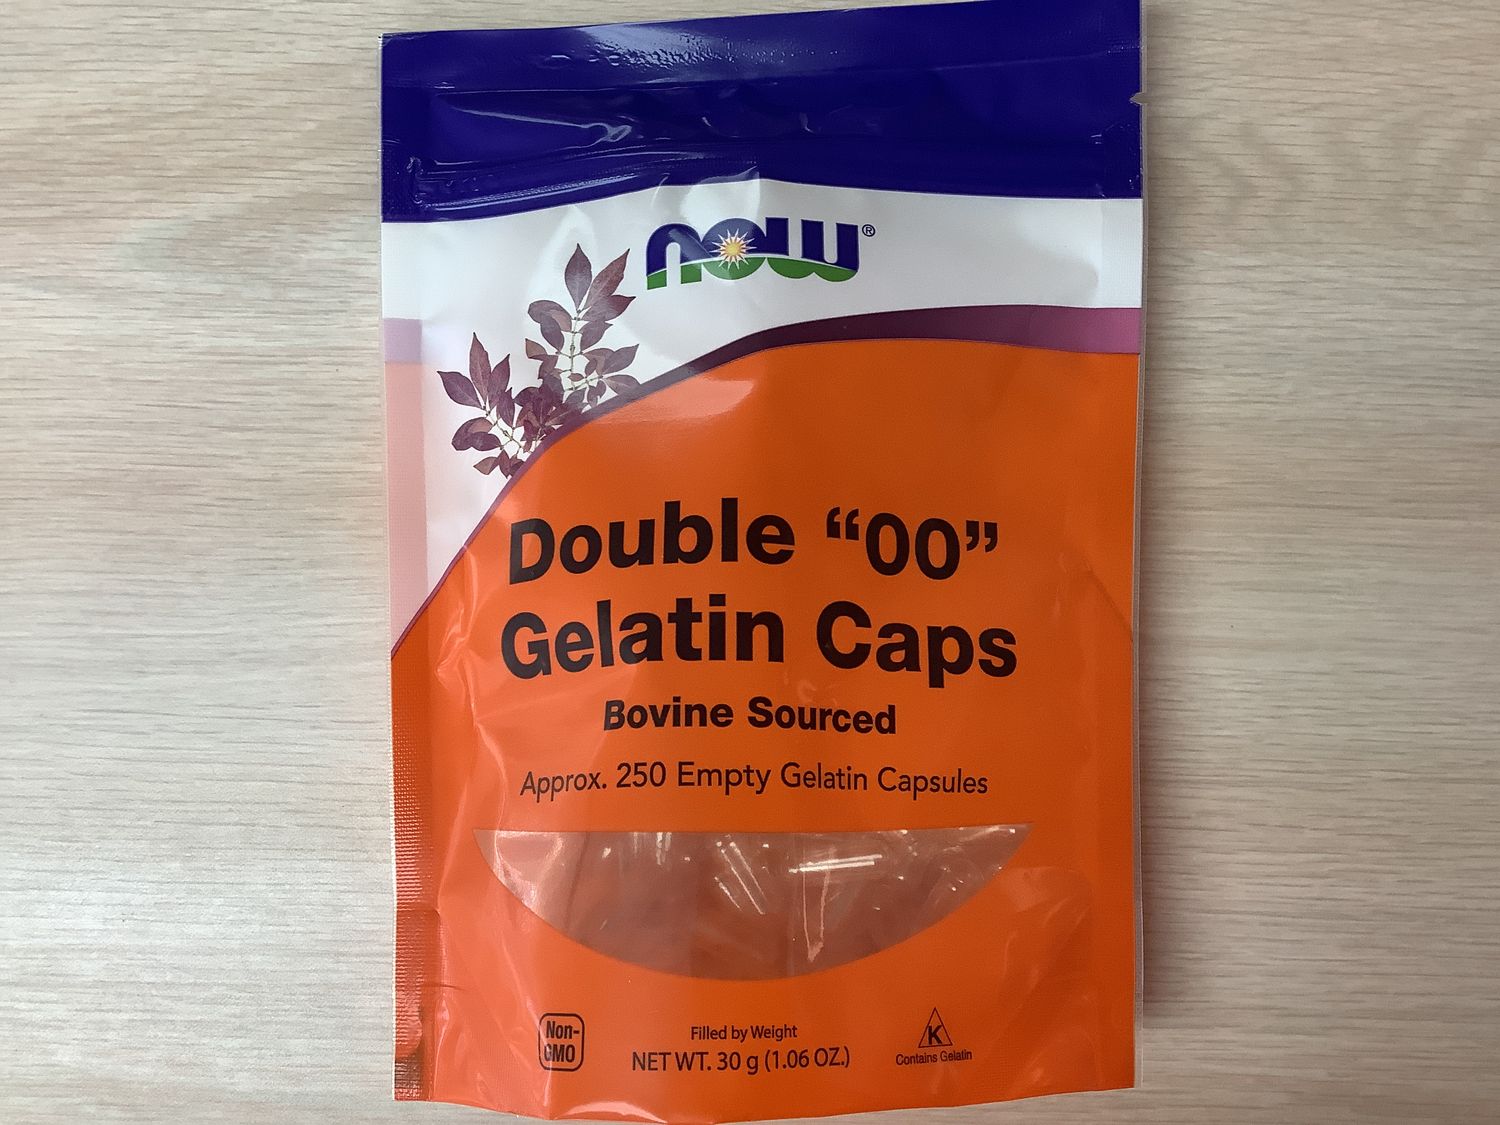 now®
Double “00”
Gelatin Caps
Bovine Sourced
Approx. 250 Empty Gelatin Capsules
Non-
GMO
Filled by Weight
NET WT. 30 g (1.06 OZ.)
K
Contains Gelatin